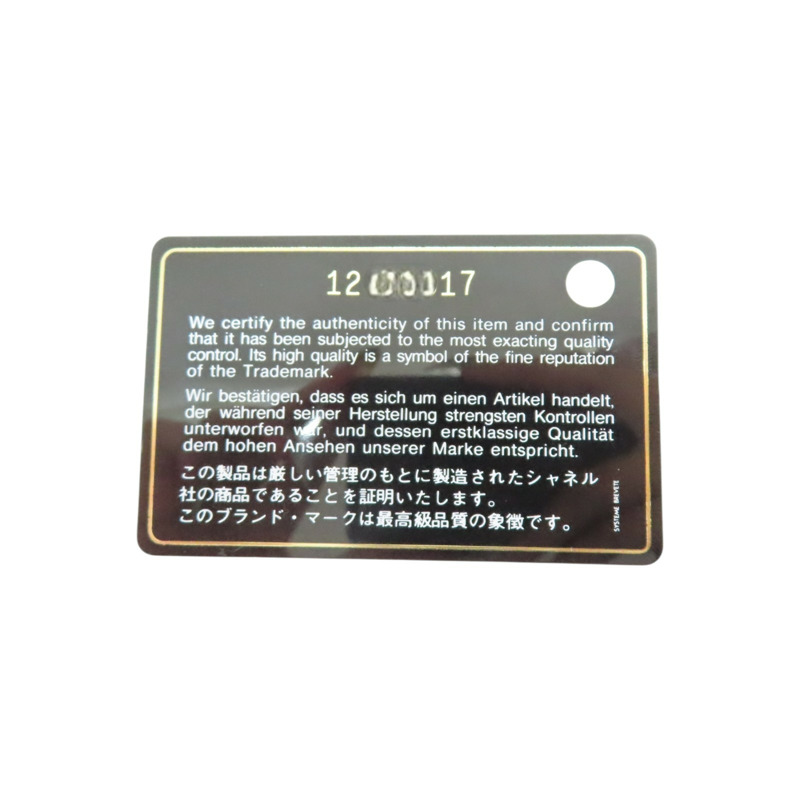 We certify the authenticity of this item and confirm
that it has been subjected to the most exacting quality
control. Its high quality is a symbol of the fine reputation
of the Trademark.
Wir bestätigen, dass es sich um einen Artikel handelt,
der während seiner Herstellung strengsten Kontrollen
unterworfen war, und dessen erstklassige Qualität
dem hohen Ansehen unserer Marke entspricht.
この製品は厳しい管理のもとに製造されたシャネル
社の商品であることを証明いたします。
このブランド・マークは最高級品質の象徴です。
SYSTEME BREVETE